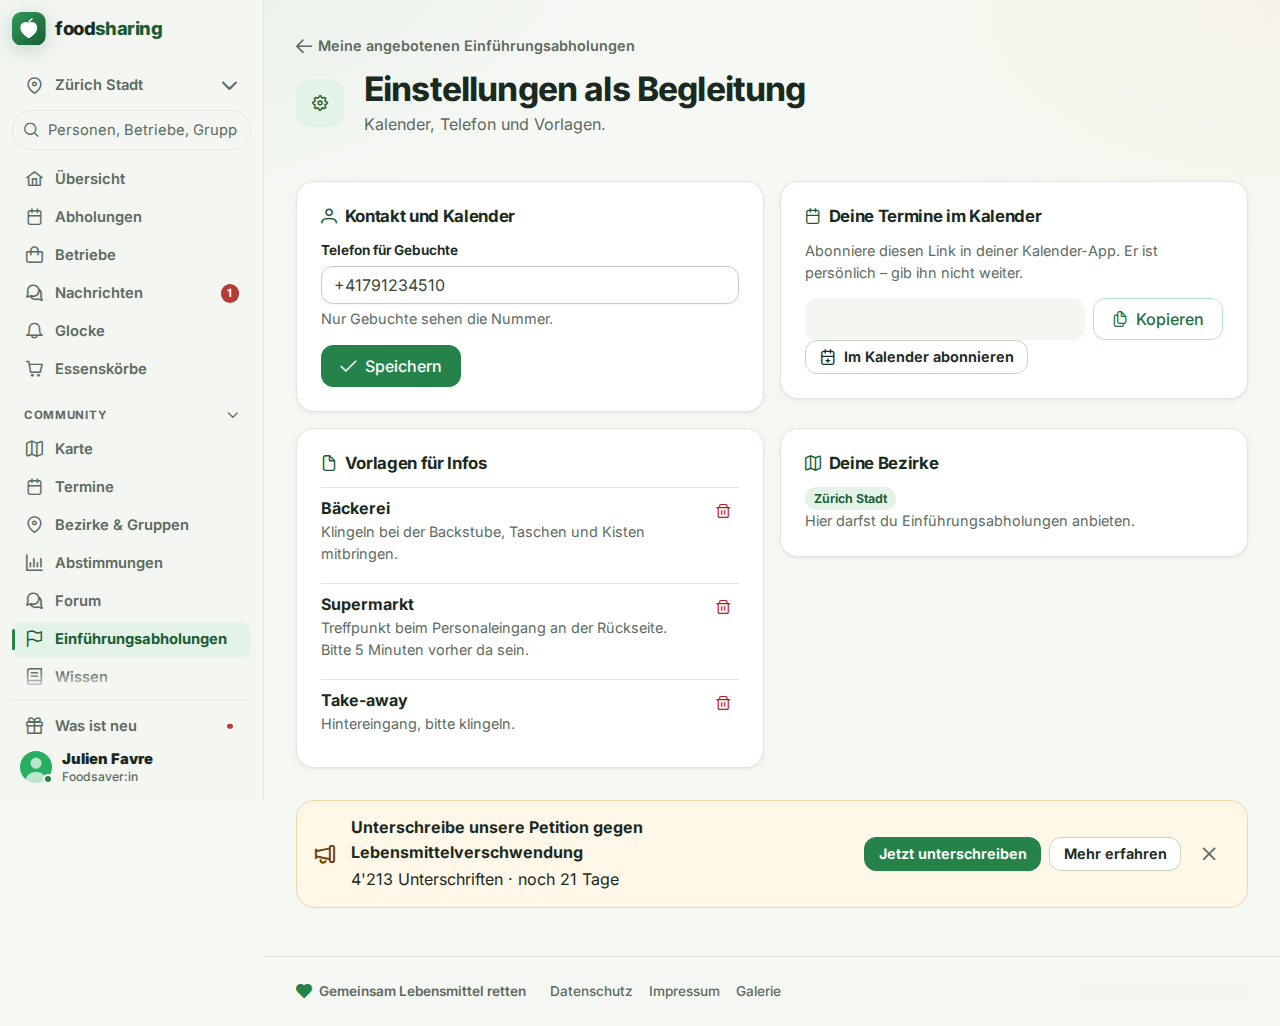 foodsharing
Zürich Stadt
Personen, Betriebe, Grupp
Übersicht
Abholungen
Betriebe
Nachrichten
1
Glocke
Essenskörbe
COMMUNITY
Karte
Termine
Bezirke & Gruppen
Abstimmungen
Forum
Einführungsabholungen
Wissen
Was ist neu
Julien Favre
Foodsaver:in
Meine angebotenen Einführungsabholungen
Einstellungen als Begleitung
Kalender, Telefon und Vorlagen.
Kontakt und Kalender
Telefon für Gebuchte
+41791234510
Nur Gebuchte sehen die Nummer.
Speichern
Deine Termine im Kalender
Abonniere diesen Link in deiner Kalender-App. Er ist
persönlich – gib ihn nicht weiter.
Kopieren
Im Kalender abonnieren
Vorlagen für Infos
Bäckerei
Klingeln bei der Backstube, Taschen und Kisten
mitbringen.
Supermarkt
Treffpunkt beim Personaleingang an der Rückseite.
Bitte 5 Minuten vorher da sein.
Take-away
Hintereingang, bitte klingeln.
Deine Bezirke
Zürich Stadt
Hier darfst du Einführungsabholungen anbieten.
Unterschreibe unsere Petition gegen
Lebensmittelverschwendung
4'213 Unterschriften · noch 21 Tage
Jetzt unterschreiben
Mehr erfahren
Gemeinsam Lebensmittel retten
Datenschutz
Impressum
Galerie